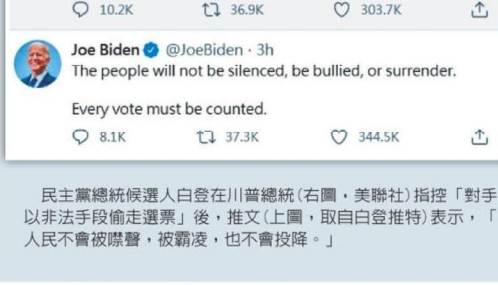 10.2K 36.9K 303.7K
Joe Biden @JoeBiden · 3h
The people will not be silenced, be bullied, or surrender.
Every vote must be counted.
8.1K 37.3K 344.5K
民主黨總統候選人白登在川普總統(右圖,美聯社)指控「對手
以非法手段偷走選票」後,推文(上圖,取自白登推特)表示,「
人民不會被噤聲,被霸凌,也不會投降。」